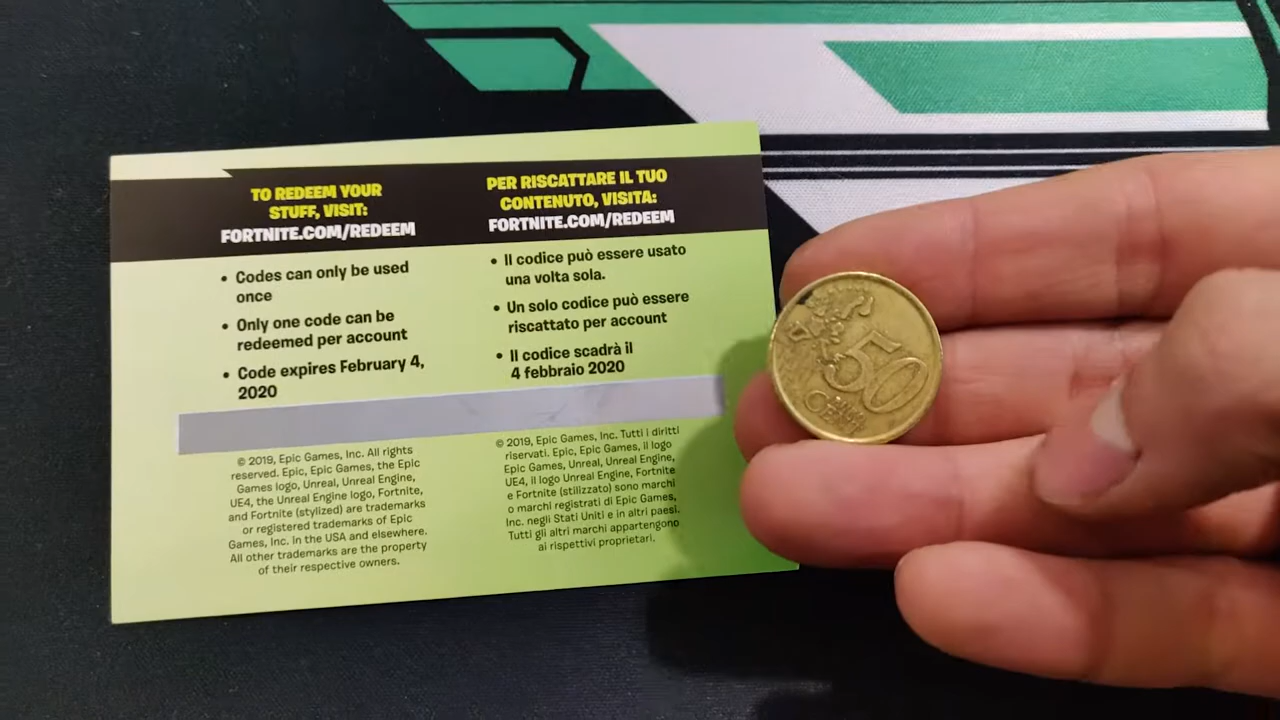 TO REDEEM YOUR
STUFF, VISIT:
FORTNITE.COM/REDEEM
• Codes can only be used
once
• Only one code can be
redeemed per account
• Code expires February 4,
2020
© 2019, Epic Games, Inc. All rights
reserved. Epic, Epic Games, the Epic
Games logo, Unreal, Unreal Engine,
UE4, the Unreal Engine logo, Fortnite,
and Fortnite (stylized) are trademarks
or registered trademarks of Epic
Games, Inc. In the USA and elsewhere.
All other trademarks are the property
of their respective owners.
PER RISCATTARE IL TUO
CONTENUTO, VISITA:
FORTNITE.COM/REDEEM
• Il codice può essere usato
una volta sola.
• Un solo codice può essere
riscattato per account
• Il codice scadrà il
4 febbraio 2020
© 2019, Epic Games, Inc. Tutti i diritti
riservati. Epic, Epic Games, il logo
Epic Games, Unreal, Unreal Engine,
UE4, il logo Unreal Engine, Fortnite
e Fortnite (stilizzato) sono marchi
o marchi registrati di Epic Games,
Inc. negli Stati Uniti e in altri paesi.
Tutti gli altri marchi appartengono
ai rispettivi proprietari.
50
EURO
CENT